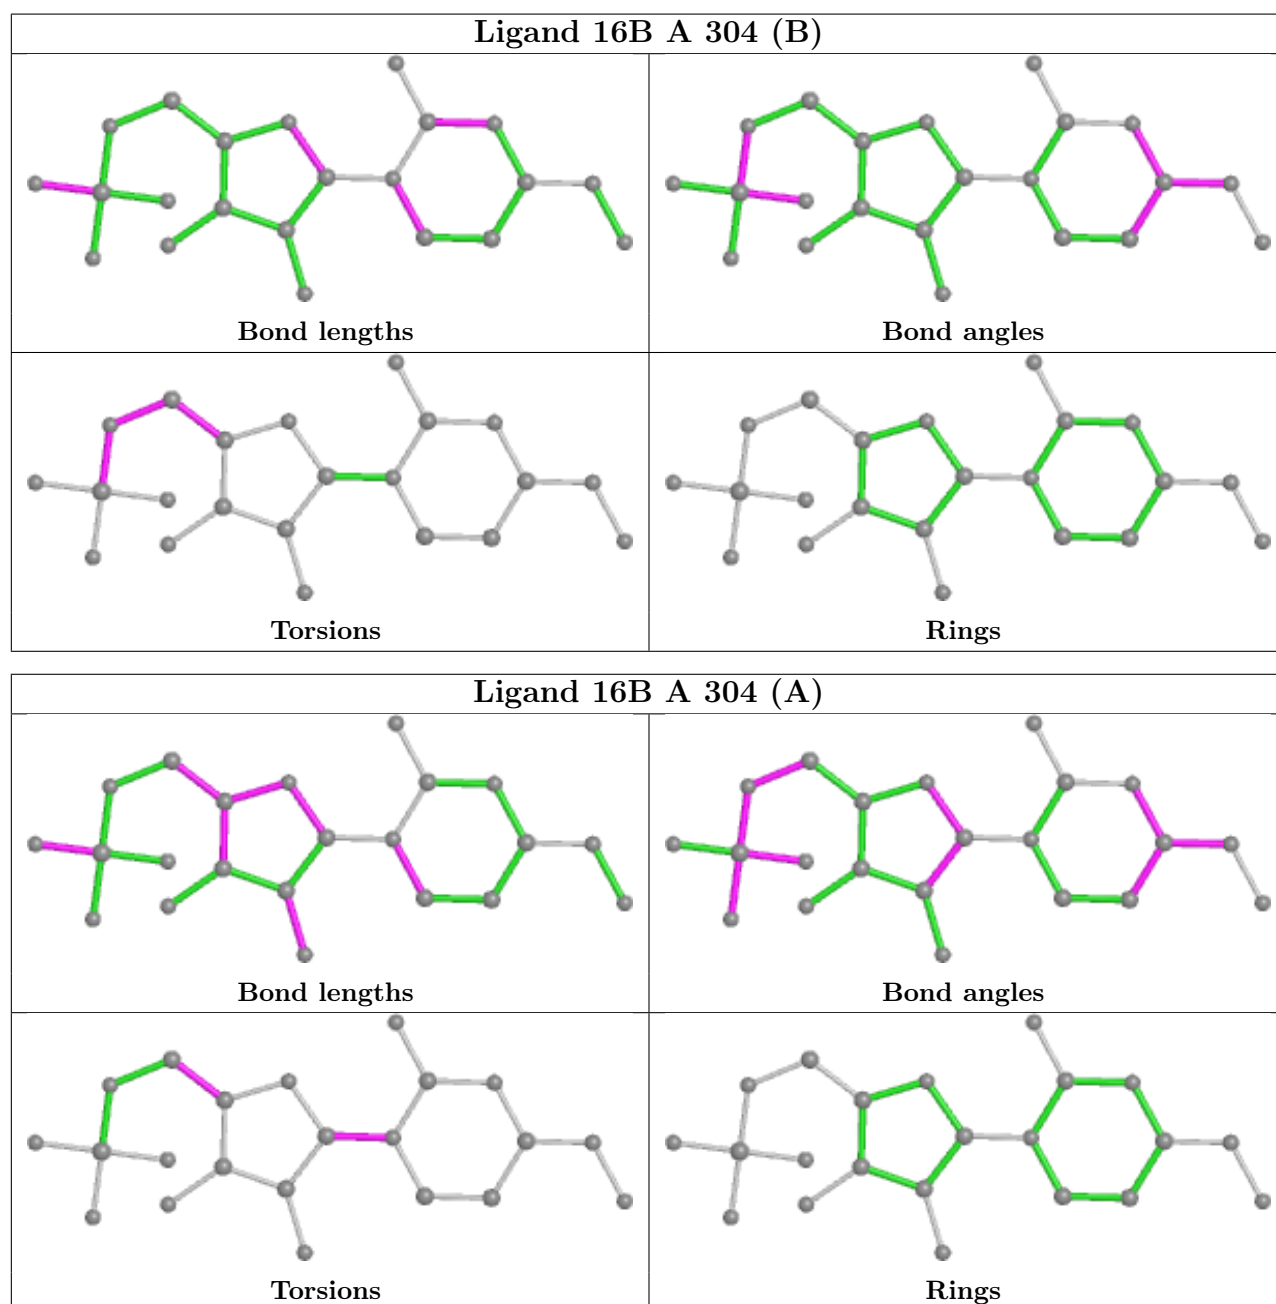 Ligand 16B A 304 (B)
Bond lengths
Bond angles
Torsions
Rings
Ligand 16B A 304 (A)
Bond lengths
Bond angles
Torsions
Rings